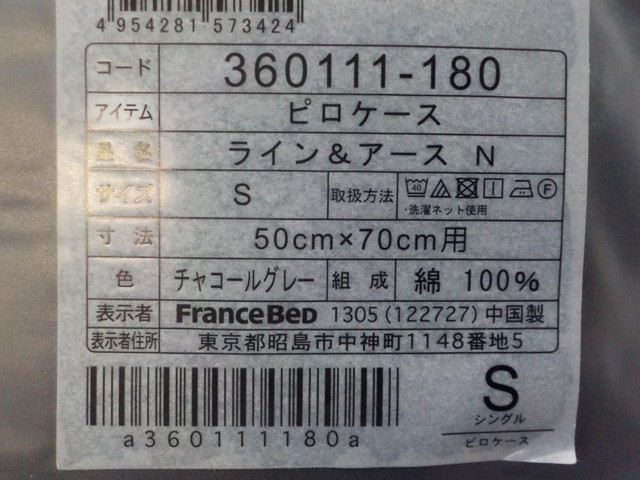 4 954281 573424
コード 360111-180
アイテム ピロケース
品名 ライン＆アース N
サイズ S 取扱方法 40 F
・洗濯ネット使用
寸法 50cm×70cm用
色 チャコールグレー 組成 綿 100%
表示者 FRANCEBED 1305 (122727) 中国製
表示者住所 東京都昭島市中神町1148番地5
a360111180a
S
シングル
ピロケース